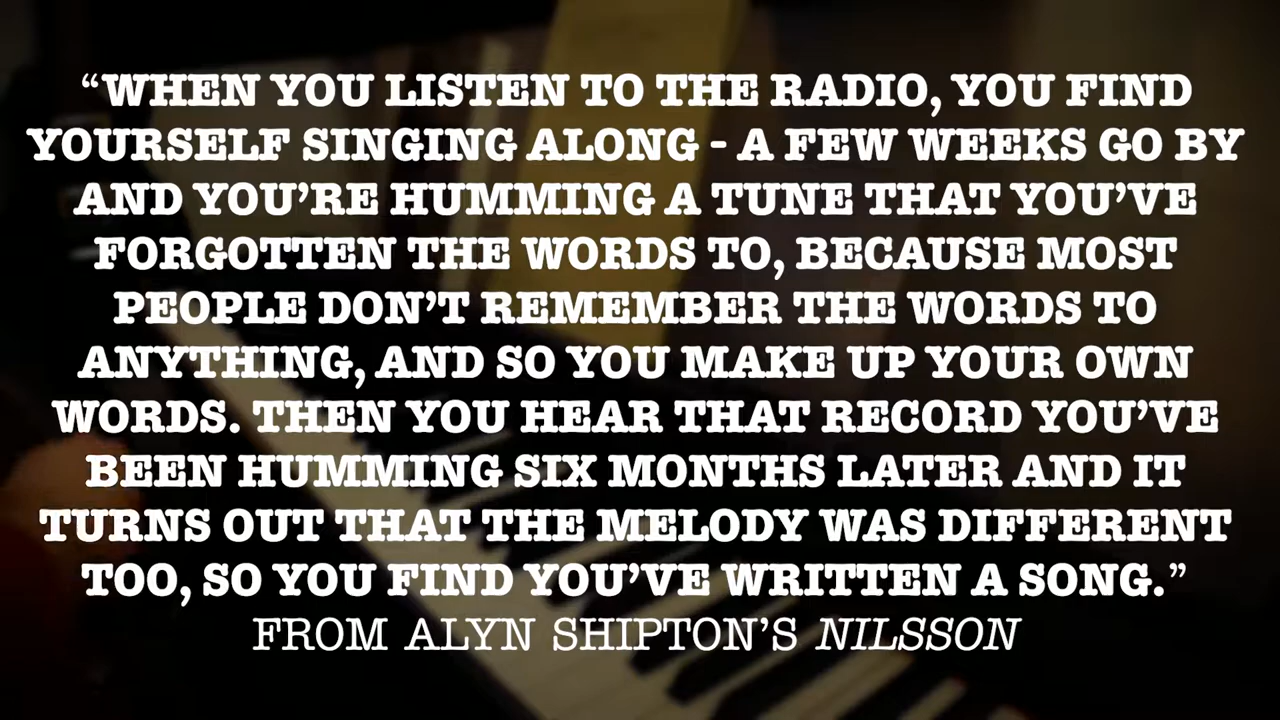 “WHEN YOU LISTEN TO THE RADIO, YOU FIND
YOURSELF SINGING ALONG - A FEW WEEKS GO BY
AND YOU’RE HUMMING A TUNE THAT YOU’VE
FORGOTTEN THE WORDS TO, BECAUSE MOST
PEOPLE DON’T REMEMBER THE WORDS TO
ANYTHING, AND SO YOU MAKE UP YOUR OWN
WORDS. THEN YOU HEAR THAT RECORD YOU’VE
BEEN HUMMING SIX MONTHS LATER AND IT
TURNS OUT THAT THE MELODY WAS DIFFERENT
TOO, SO YOU FIND YOU’VE WRITTEN A SONG.”
FROM ALYN SHIPTON’S NILSSON